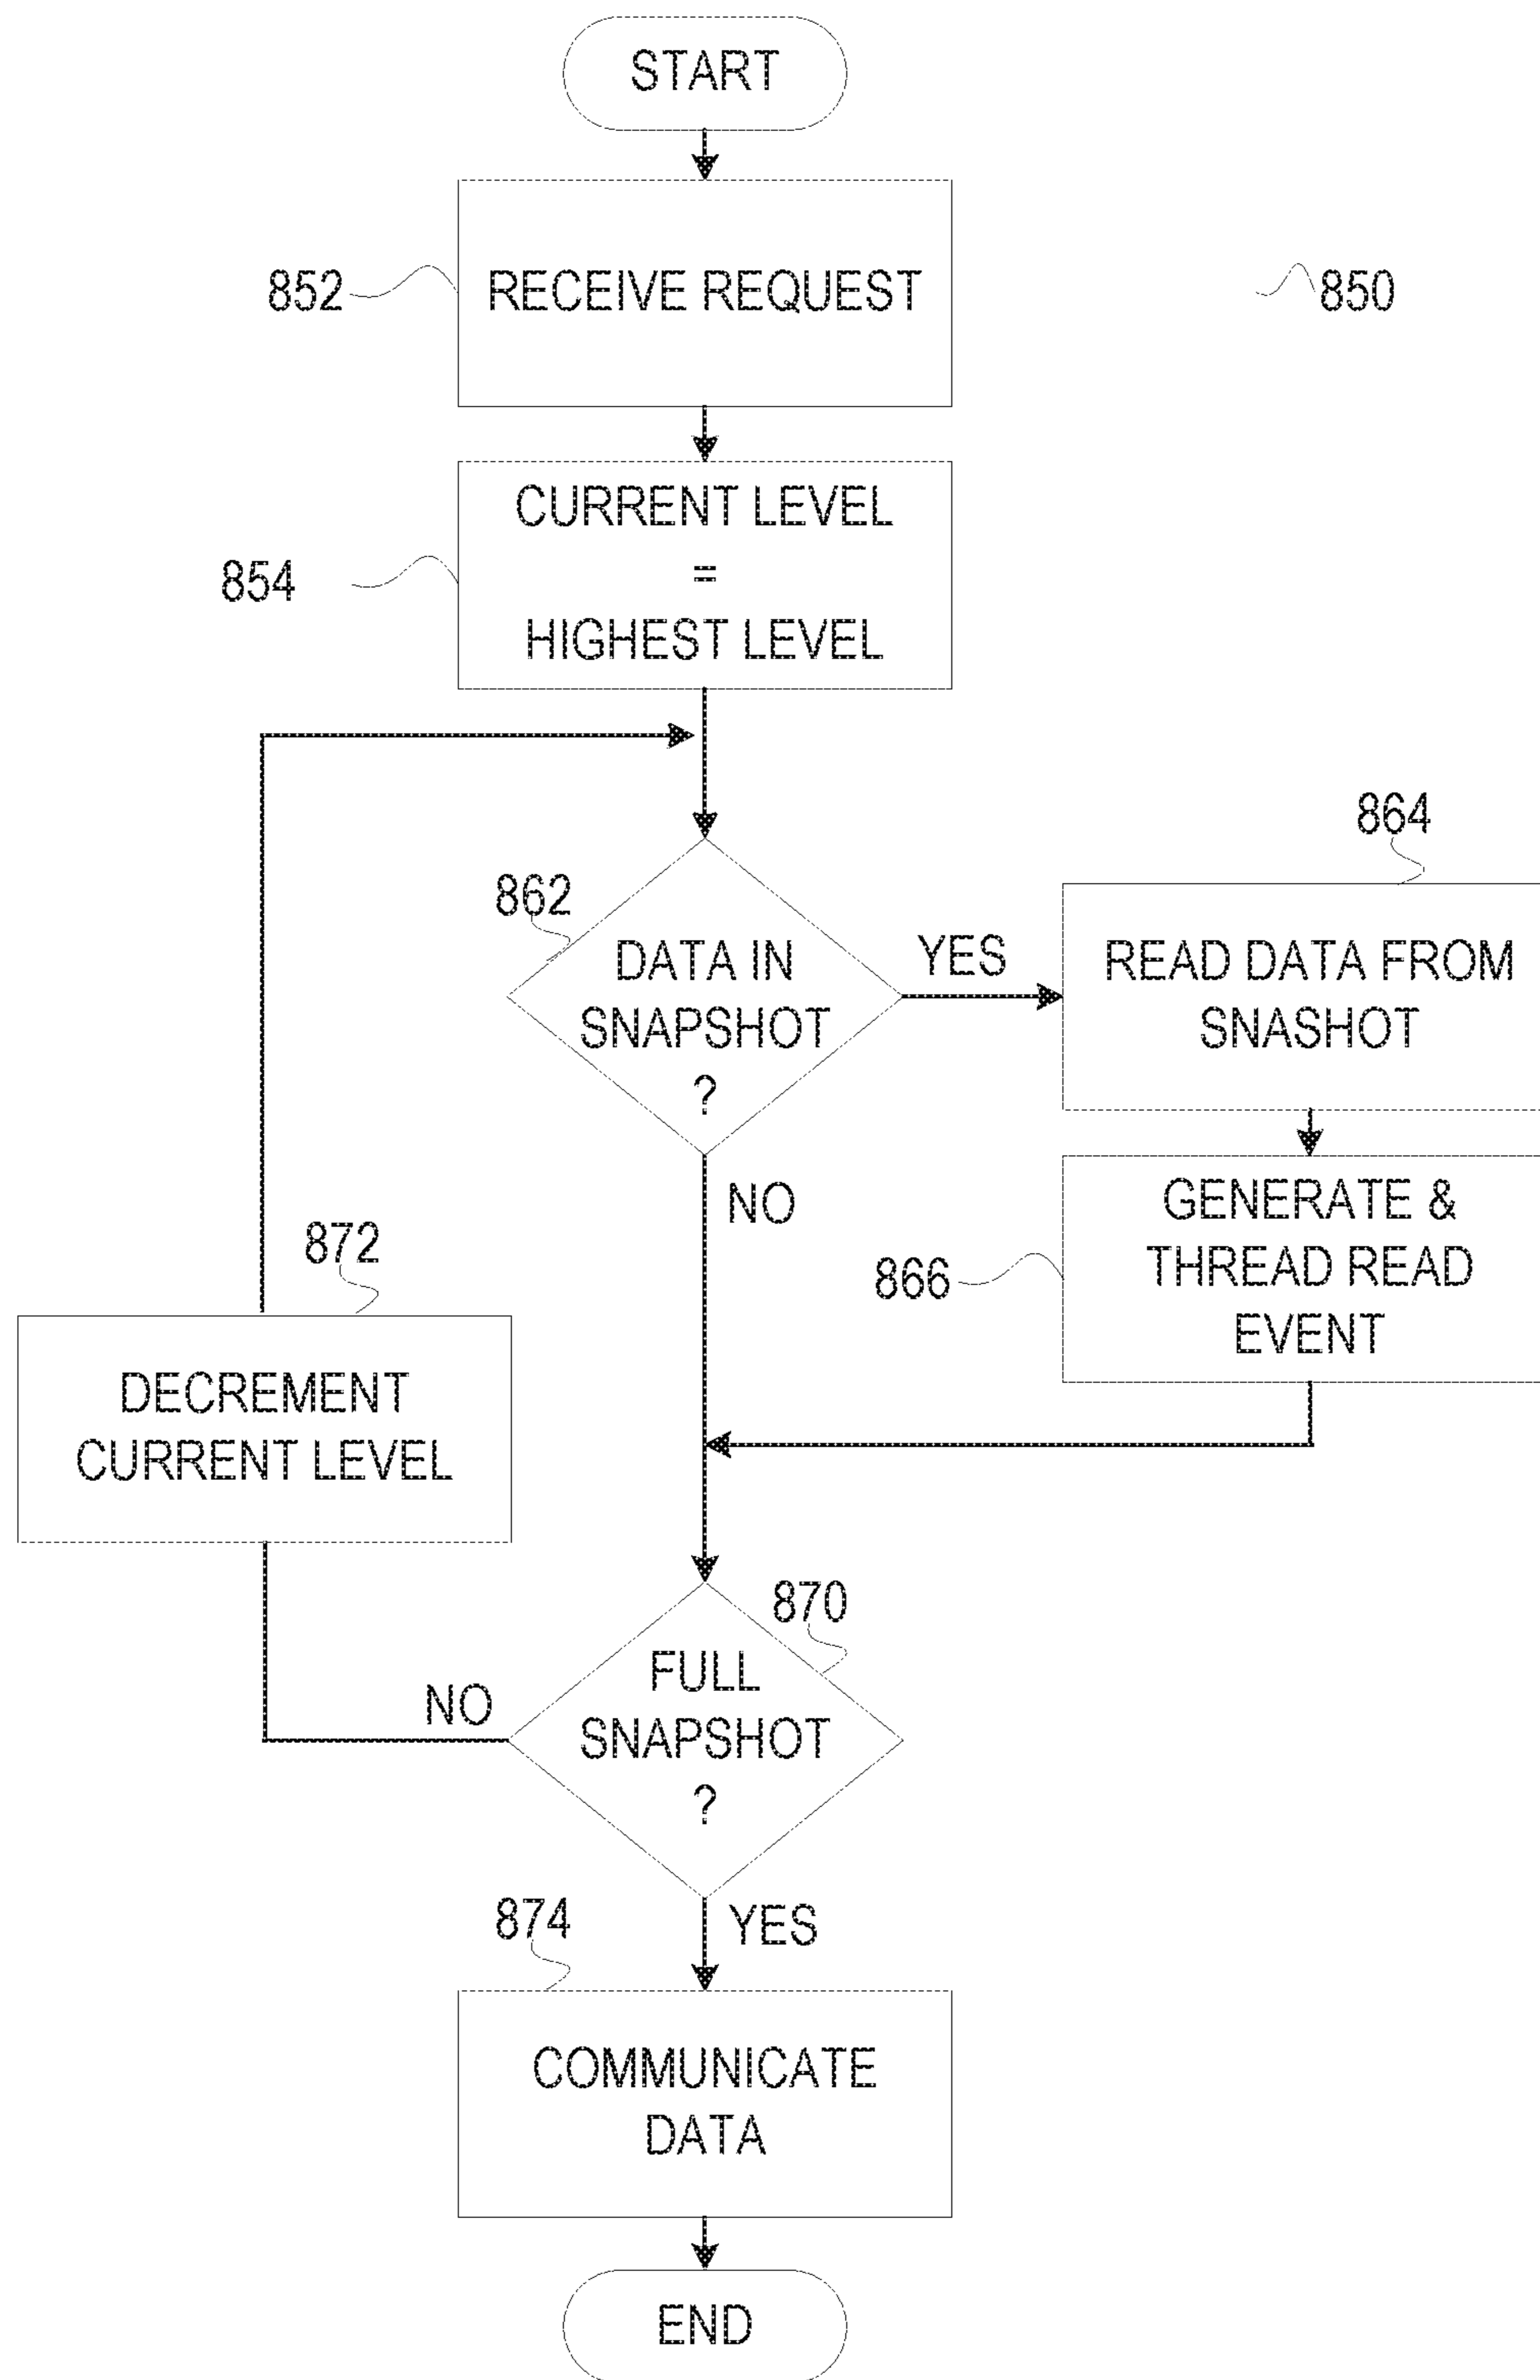 START
852
RECEIVE REQUEST
850
CURRENT LEVEL
=
HIGHEST LEVEL
854
864
862
DATA IN
SNAPSHOT
?
YES
READ DATA FROM
SNASHOT
NO
GENERATE &
THREAD READ
EVENT
866
872
DECREMENT
CURRENT LEVEL
870
FULL
SNAPSHOT
?
NO
874
YES
COMMUNICATE
DATA
END